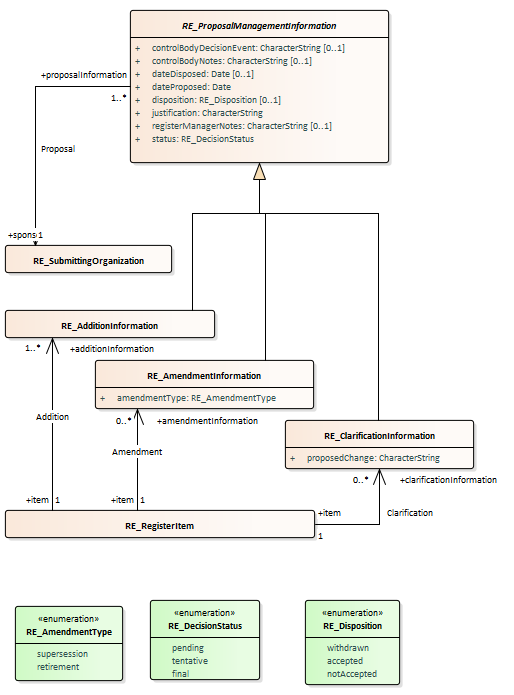 RE_ProposalManagementInformation
+ controlBodyDecisionEvent: CharacterString [0..1]
+ controlBodyNotes: CharacterString [0..1]
+ dateDisposed: Date [0..1]
+ dateProposed: Date
+ disposition: RE_Disposition [0..1]
+ justification: CharacterString
+ registerManagerNotes: CharacterString [0..1]
+ status: RE_DecisionStatus
+proposalInformation
1..*
Proposal
+spons 1
RE_SubmittingOrganization
RE_AdditionInformation
1..* +additionInformation
RE_AmendmentInformation
+ amendmentType: RE_AmendmentType
0..* +amendmentInformation
RE_ClarificationInformation
+ proposedChange: CharacterString
0..* +clarificationInformation
Addition
Amendment
Clarification
+item 1
+item 1
+item
1
RE_RegisterItem
«enumeration»
RE_AmendmentType
supersession
retirement
«enumeration»
RE_DecisionStatus
pending
tentative
final
«enumeration»
RE_Disposition
withdrawn
accepted
notAccepted